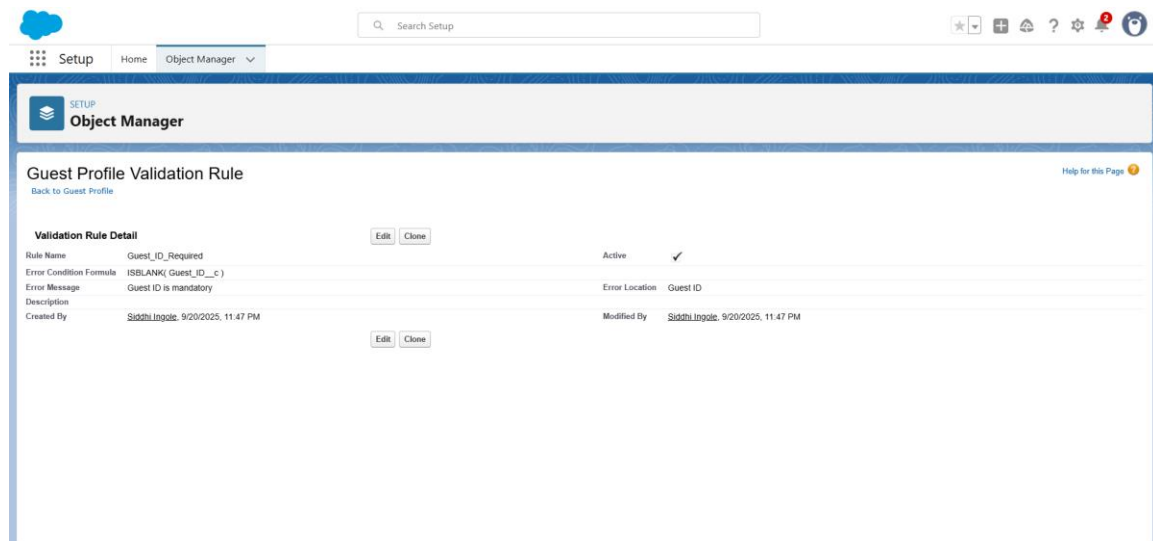 Search Setup
2
Setup Home Object Manager
SETUP
Object Manager
Guest Profile Validation Rule
Help for this Page
Back to Guest Profile
Validation Rule Detail Edit Clone
Rule Name Guest_ID_Required Active
Error Condition Formula ISBLANK( Guest_ID__c )
Error Message Guest ID is mandatory Error Location Guest ID
Description
Created By Siddhi Ingole, 9/20/2025, 11:47 PM Modified By Siddhi Ingole, 9/20/2025, 11:47 PM
Edit Clone